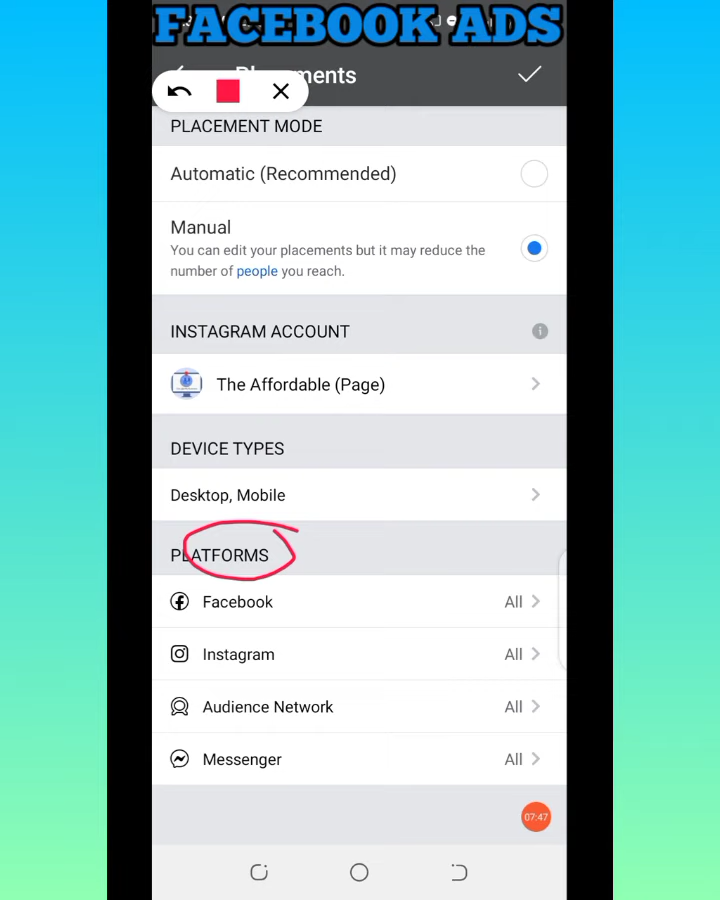 FACEBOOK ADS
ments
PLACEMENT MODE
Automatic (Recommended)
Manual
You can edit your placements but it may reduce the
number of people you reach.
INSTAGRAM ACCOUNT
The Affordable (Page)
DEVICE TYPES
Desktop, Mobile
PLATFORMS
Facebook All
Instagram All
Audience Network All
Messenger All
07:47